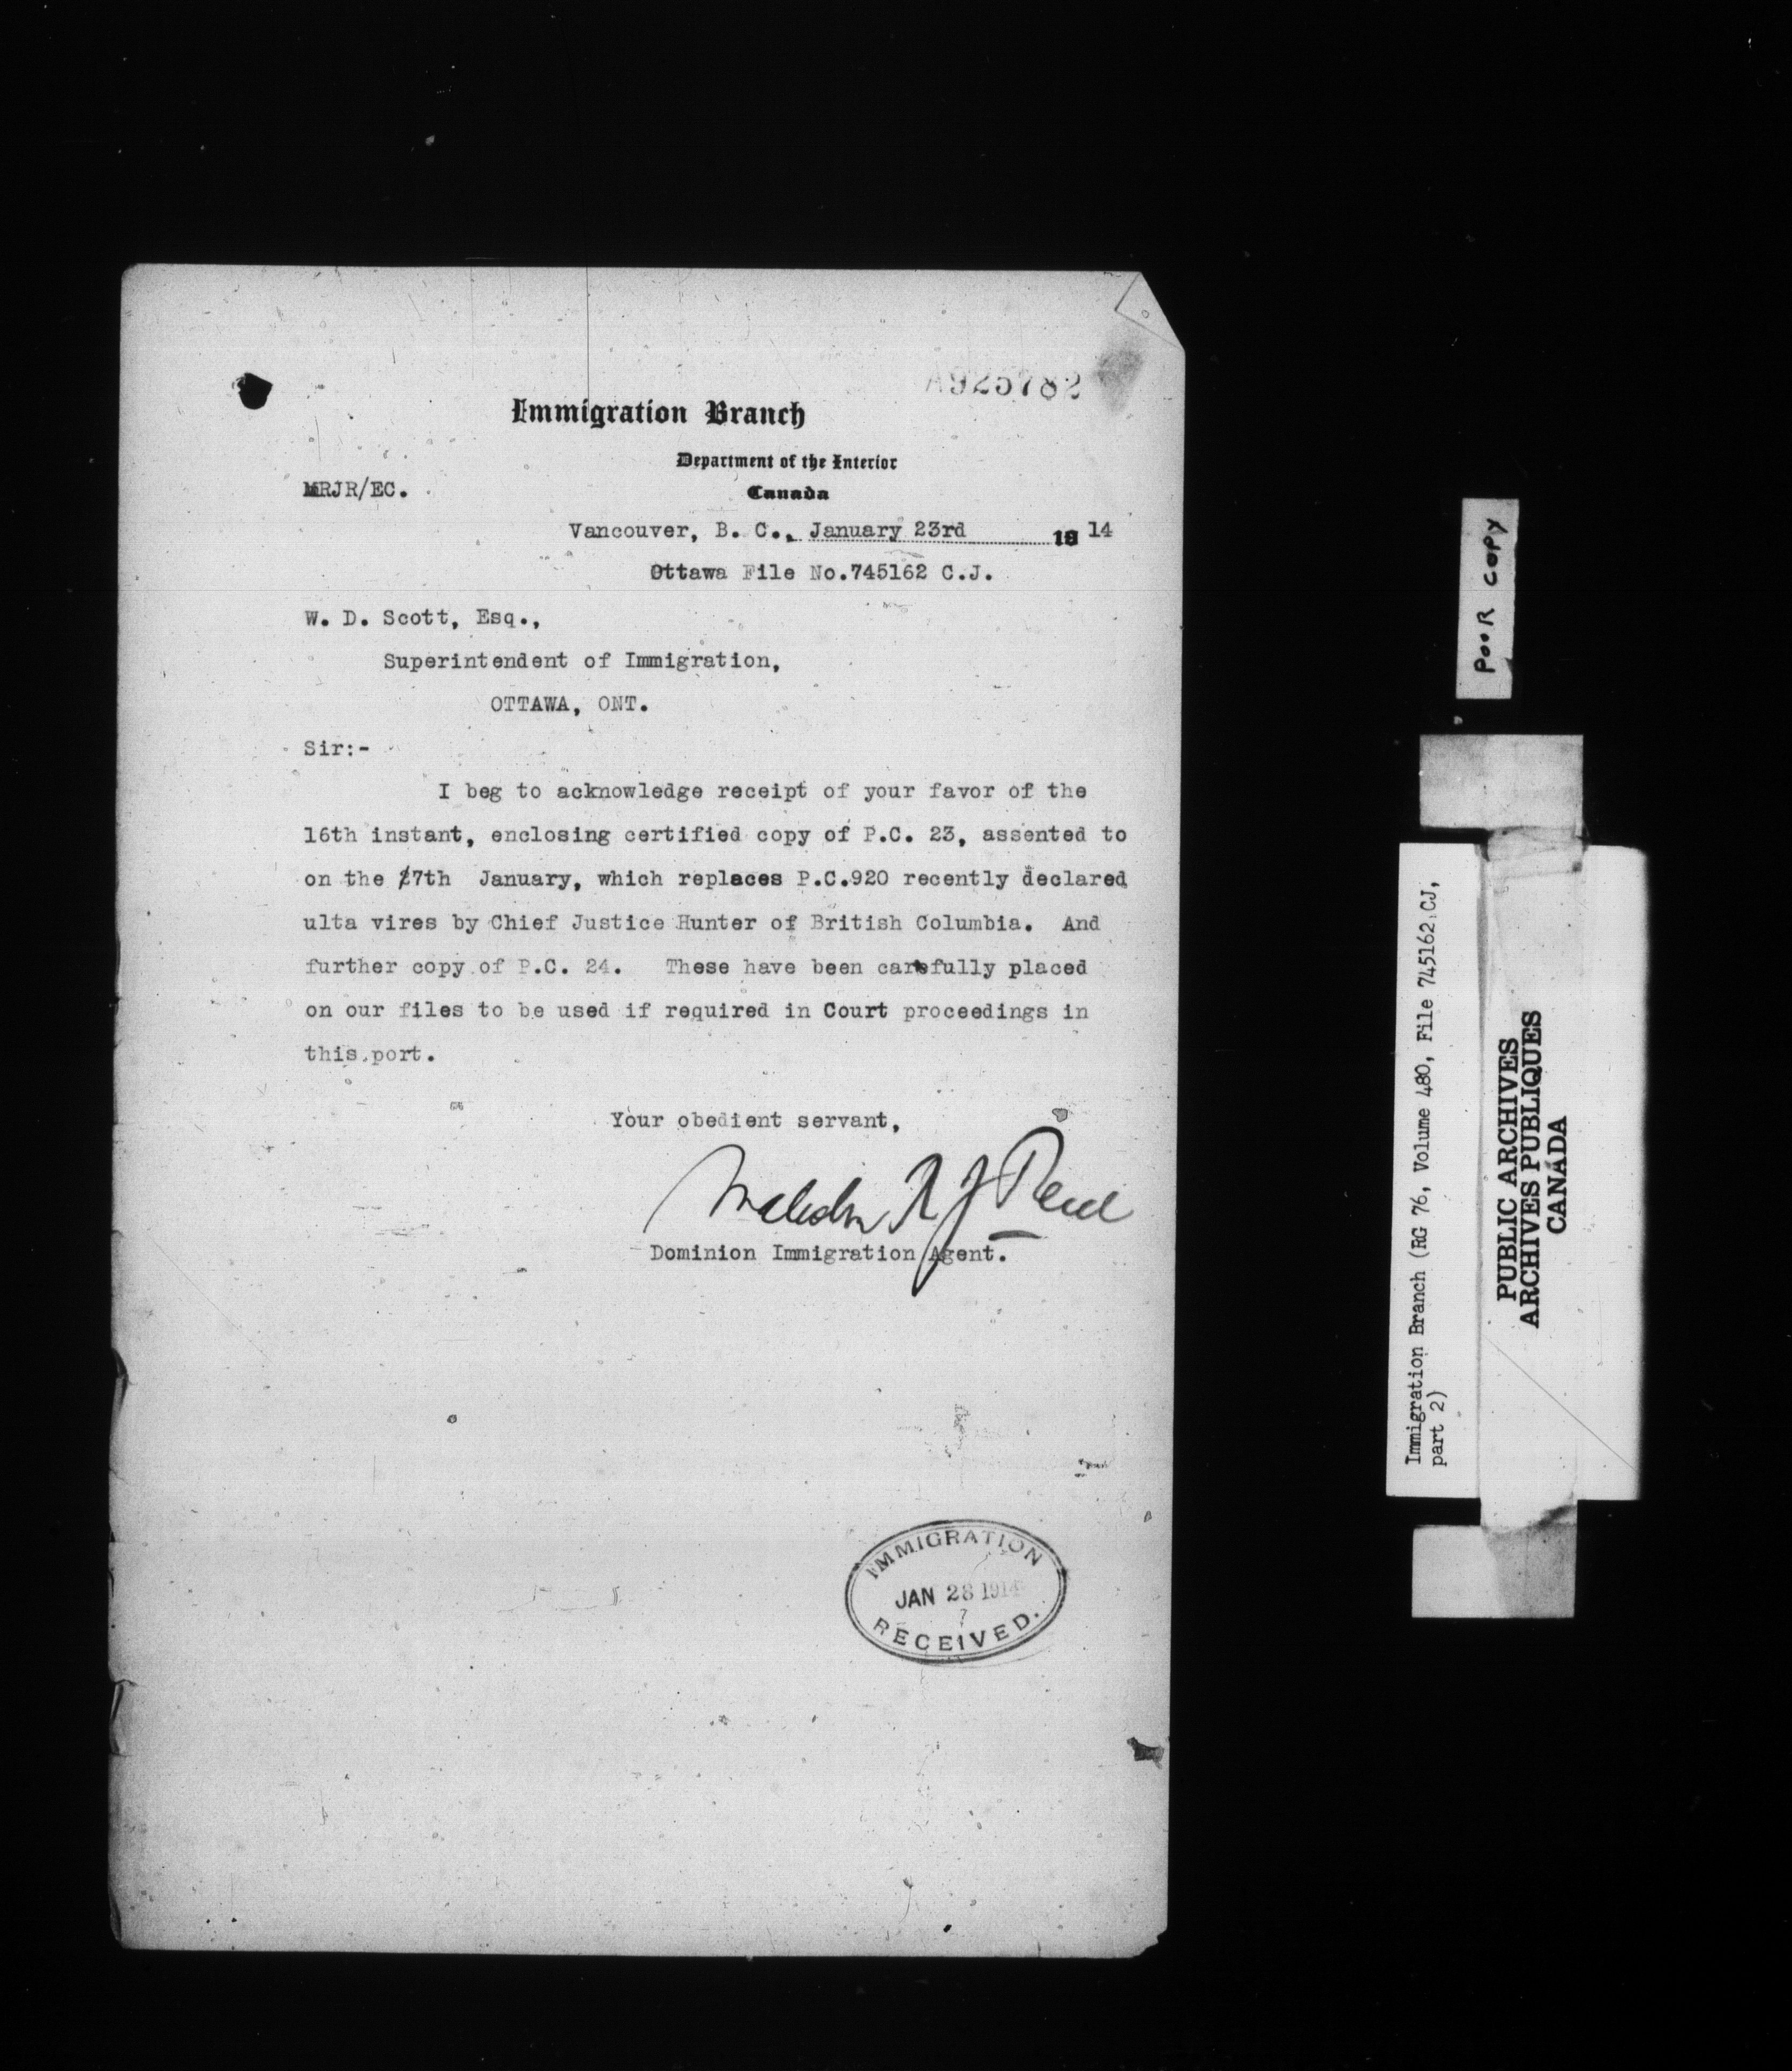 A925782
Immigration Branch
Department of the Interior
MRJR/EC.
Canada
Vancouver, B. C., January 23rd 1914
Ottawa File No.745162 C.J.
W. D. Scott, Esq.,
Superintendent of Immigration,
OTTAWA, ONT.
Sir:-
I beg to acknowledge receipt of your favor of the
16th instant, enclosing certified copy of P.C. 23, assented to
on the 7th January, which replaces P.C.920 recently declared
ulta vires by Chief Justice Hunter of British Columbia. And
further copy of P.C. 24. These have been carefully placed
on our files to be used if required in Court proceedings in
this port.
Your obedient servant,
Malcolm R J Reid
Dominion Immigration Agent.
IMMIGRATION
JAN 28 1914
RECEIVED.
POOR COPY
Immigration Branch (RG 76, Volume 480, File 745162,CJ,
part 2)
PUBLIC ARCHIVES
ARCHIVES PUBLIQUES
CANADA